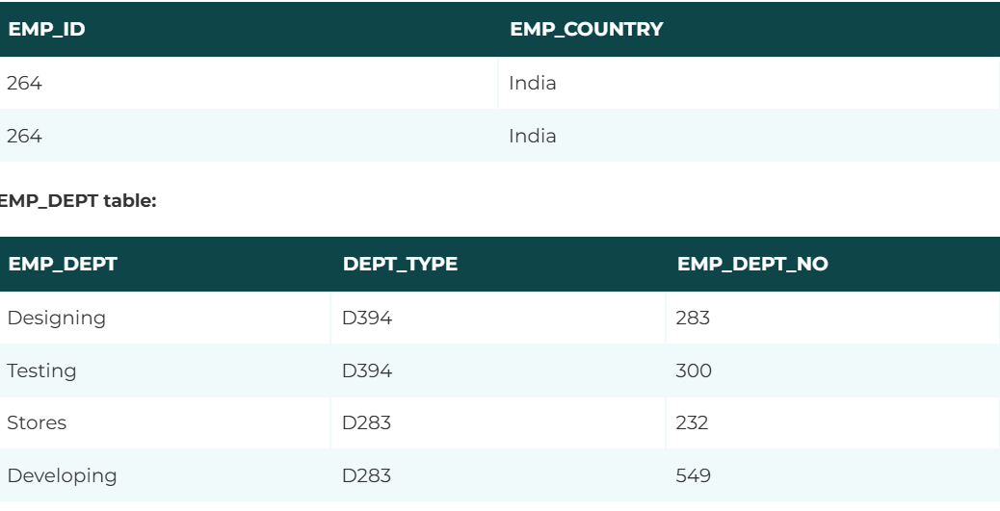 EMP_ID EMP_COUNTRY
264 India
264 India
EMP_DEPT table:
EMP_DEPT DEPT_TYPE EMP_DEPT_NO
Designing D394 283
Testing D394 300
Stores D283 232
Developing D283 549